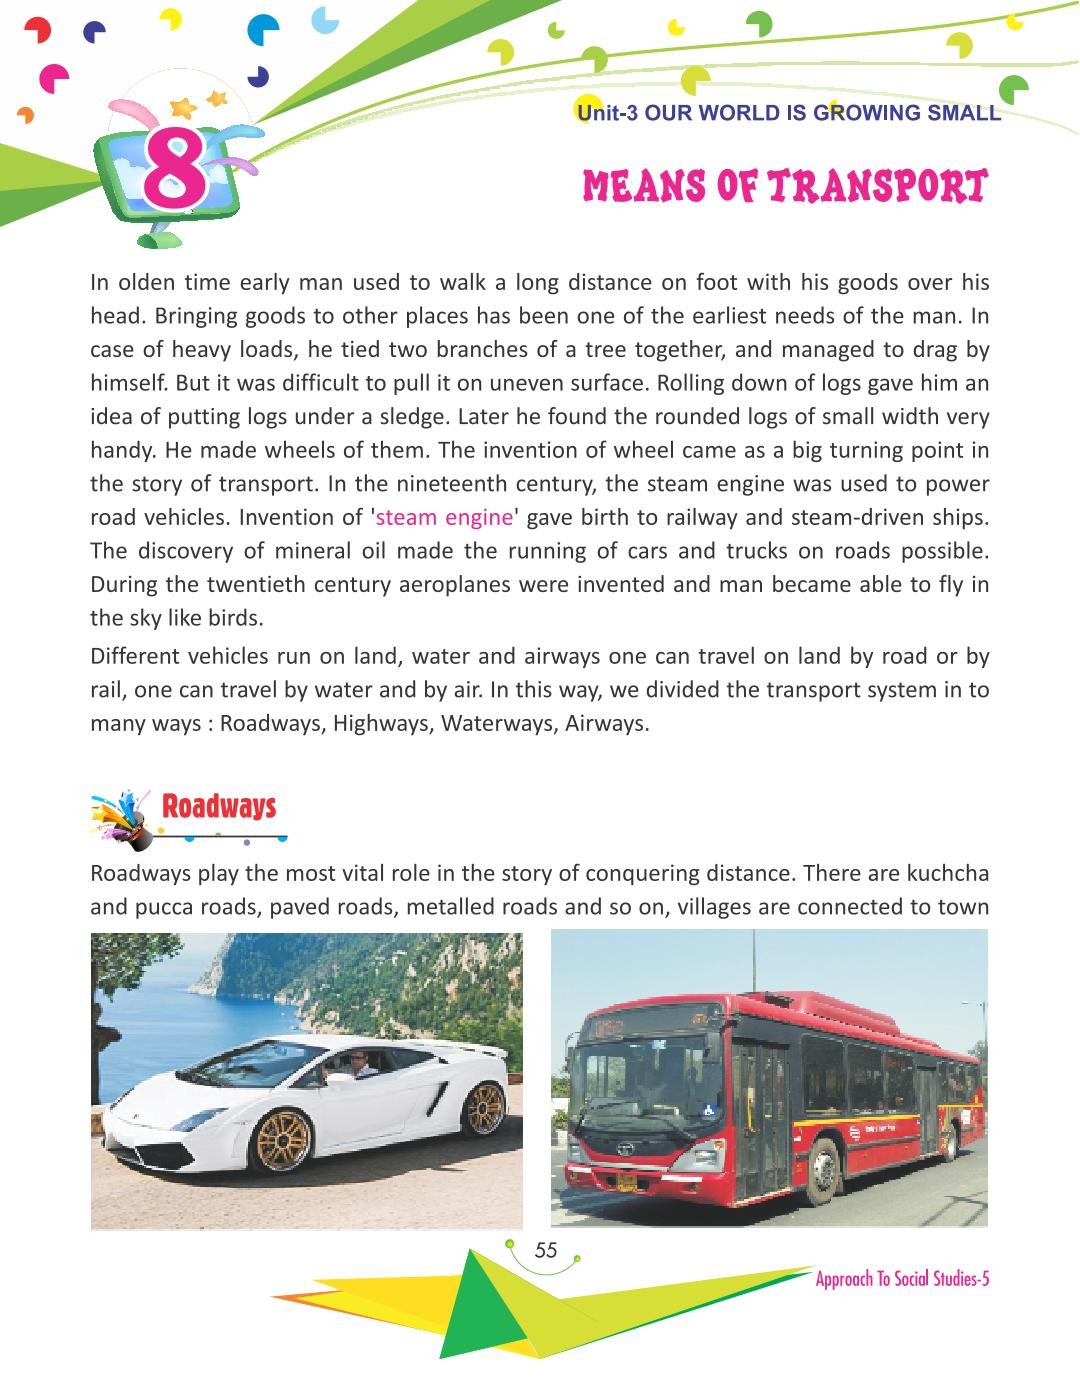 Unit-3 OUR WORLD IS GROWING SMALL
8
MEANS OF TRANSPORT
In olden time early man used to walk a long distance on foot with his goods over his
head. Bringing goods to other places has been one of the earliest needs of the man. In
case of heavy loads, he tied two branches of a tree together, and managed to drag by
himself. But it was difficult to pull it on uneven surface. Rolling down of logs gave him an
idea of putting logs under a sledge. Later he found the rounded logs of small width very
handy. He made wheels of them. The invention of wheel came as a big turning point in
the story of transport. In the nineteenth century, the steam engine was used to power
road vehicles. Invention of 'steam engine' gave birth to railway and steam-driven ships.
The discovery of mineral oil made the running of cars and trucks on roads possible.
During the twentieth century aeroplanes were invented and man became able to fly in
the sky like birds.
Different vehicles run on land, water and airways one can travel on land by road or by
rail, one can travel by water and by air. In this way, we divided the transport system in to
many ways : Roadways, Highways, Waterways, Airways.
Roadways
Roadways play the most vital role in the story of conquering distance. There are kuchcha
and pucca roads, paved roads, metalled roads and so on, villages are connected to town
55
Approach To Social Studies-5